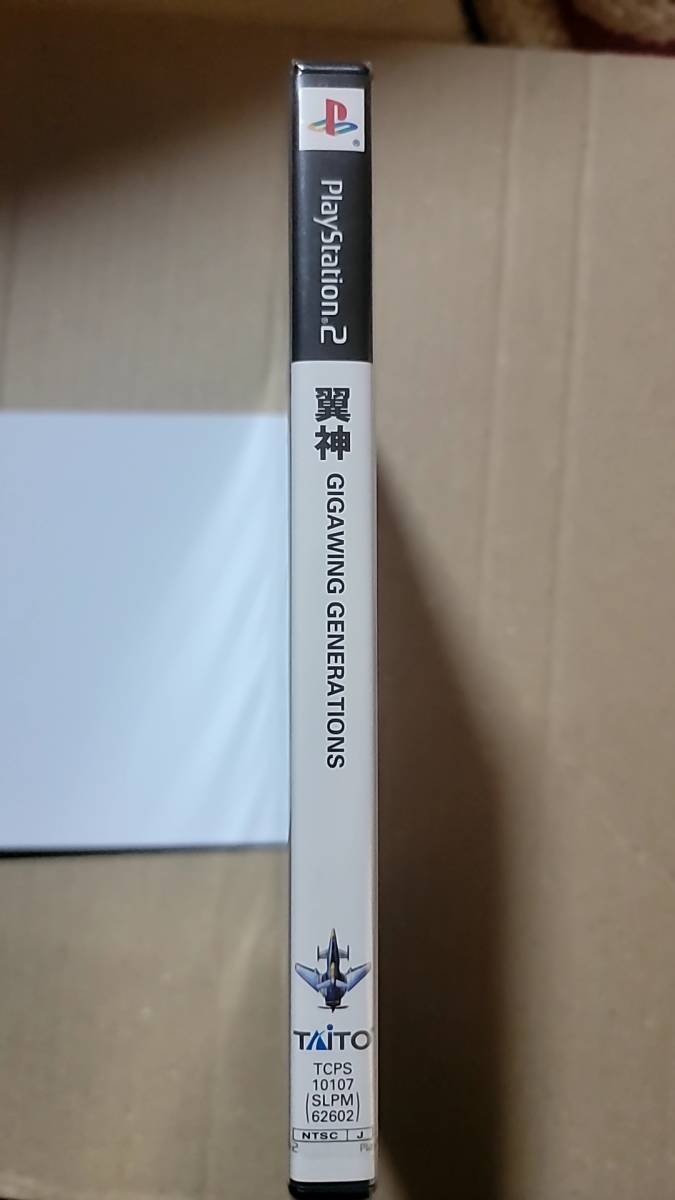 PlayStation®2
翼神 GIGAWING GENERATIONS
TAITO
TCPS
10107
(SLPM
62602)
NTSC J